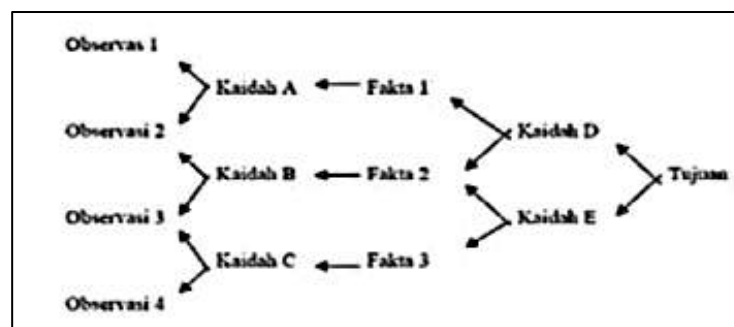 Observas 1
Kaidah A
Fakta 1
Observasi 2
Kaidah D
Kaidah B
Fakta 2
Tujuan
Observasi 3
Kaidah E
Kaidah C
Fakta 3
Observasi 4